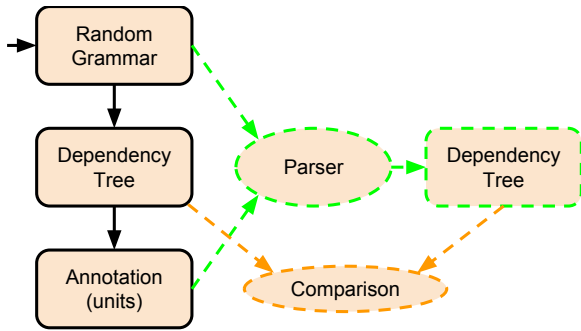 Random
Grammar
Dependency
Tree
Parser
Dependency
Tree
Annotation
(units)
Comparison